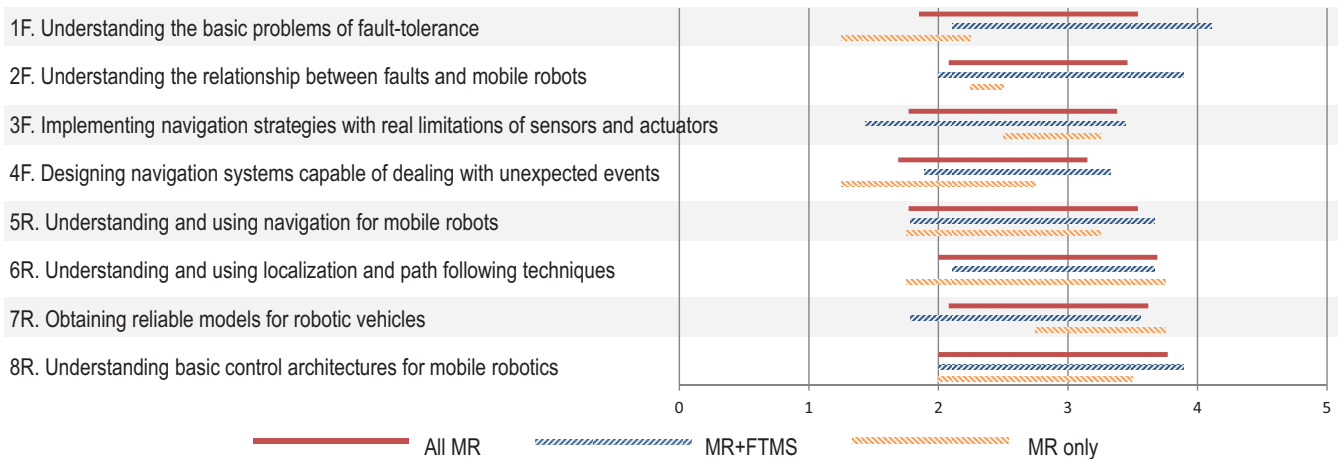 1F. Understanding the basic problems of fault-tolerance
2F. Understanding the relationship between faults and mobile robots
3F. Implementing navigation strategies with real limitations of sensors and actuators
4F. Designing navigation systems capable of dealing with unexpected events
5R. Understanding and using navigation for mobile robots
6R. Understanding and using localization and path following techniques
7R. Obtaining reliable models for robotic vehicles
8R. Understanding basic control architectures for mobile robotics
0 1 2 3 4 5
All MR MR+FTMS MR only